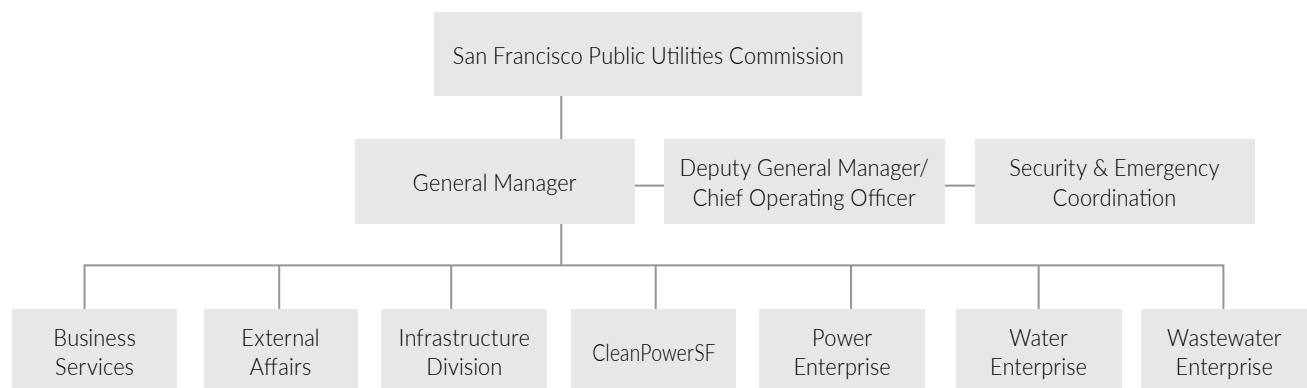 San Francisco Public Utilities Commission
General Manager
Deputy General Manager/
Chief Operating Officer
Security & Emergency
Coordination
Business
Services
External
Affairs
Infrastructure
Division
CleanPowerSF
Power
Enterprise
Water
Enterprise
Wastewater
Enterprise